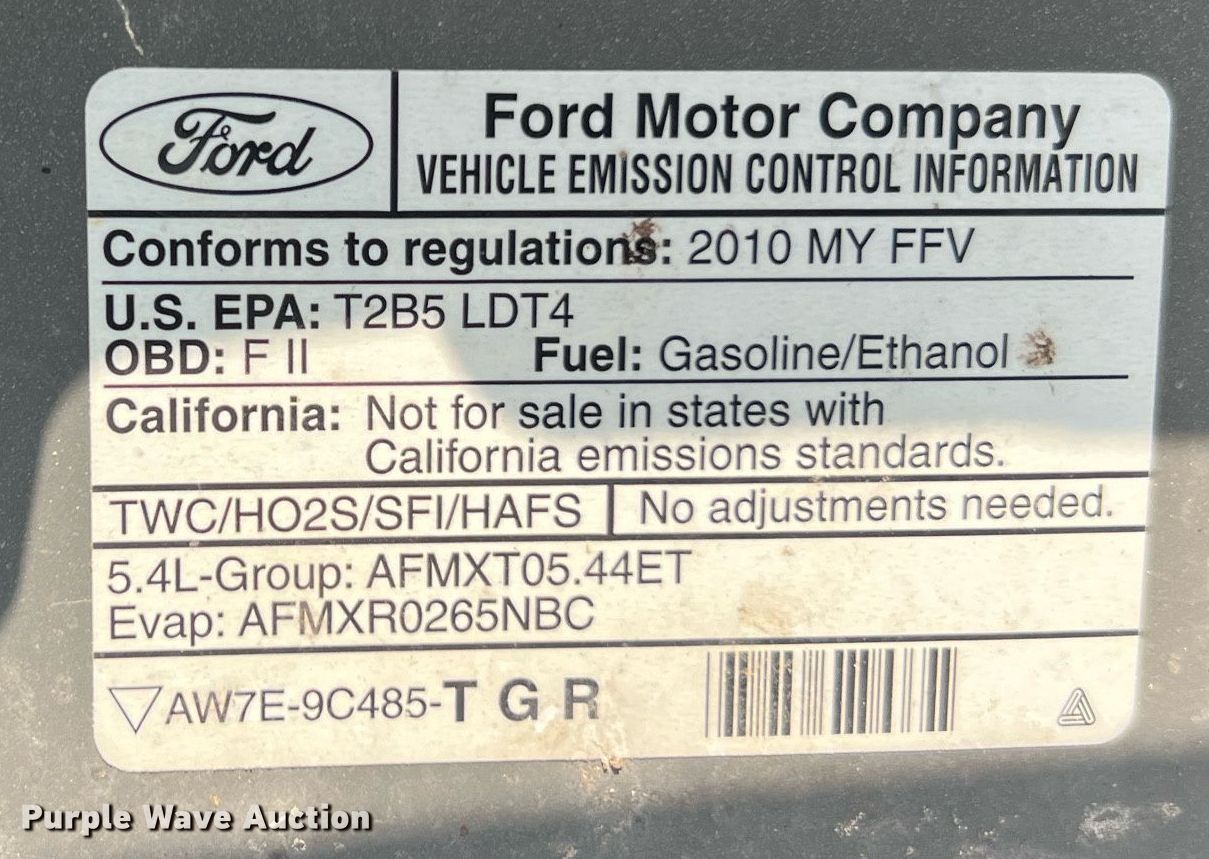 Ford
Ford Motor Company
VEHICLE EMISSION CONTROL INFORMATION
Conforms to regulations: 2010 MY FFV
U.S. EPA: T2B5 LDT4
OBD: F II Fuel: Gasoline/Ethanol
California: Not for sale in states with
California emissions standards.
TWC/HO2S/SFI/HAFS No adjustments needed.
5.4L-Group: AFMXT05.44ET
Evap: AFMXR0265NBC
AW7E-9C485-T G R
Purple Wave Auction